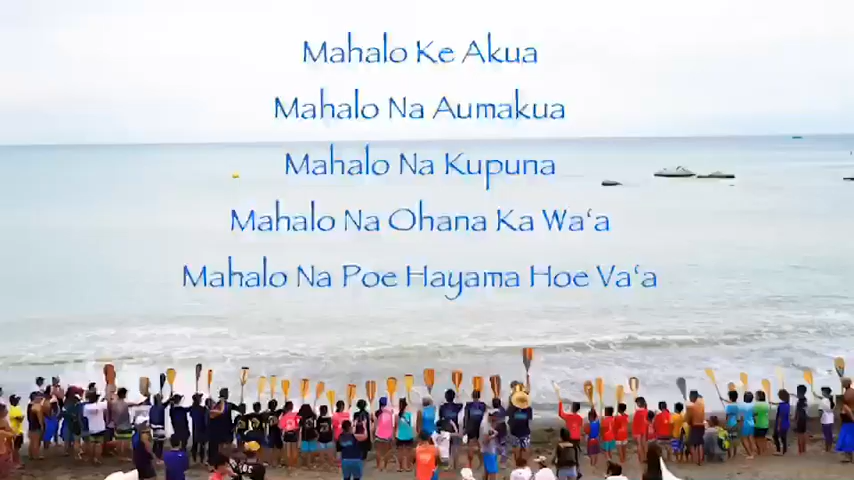 Mahalo Ke Akua
Mahalo Na Aumakua
Mahalo Na Kupuna
Mahalo Na Ohana Ka Wa‘a
Mahalo Na Poe Hayama Hoe Va‘a